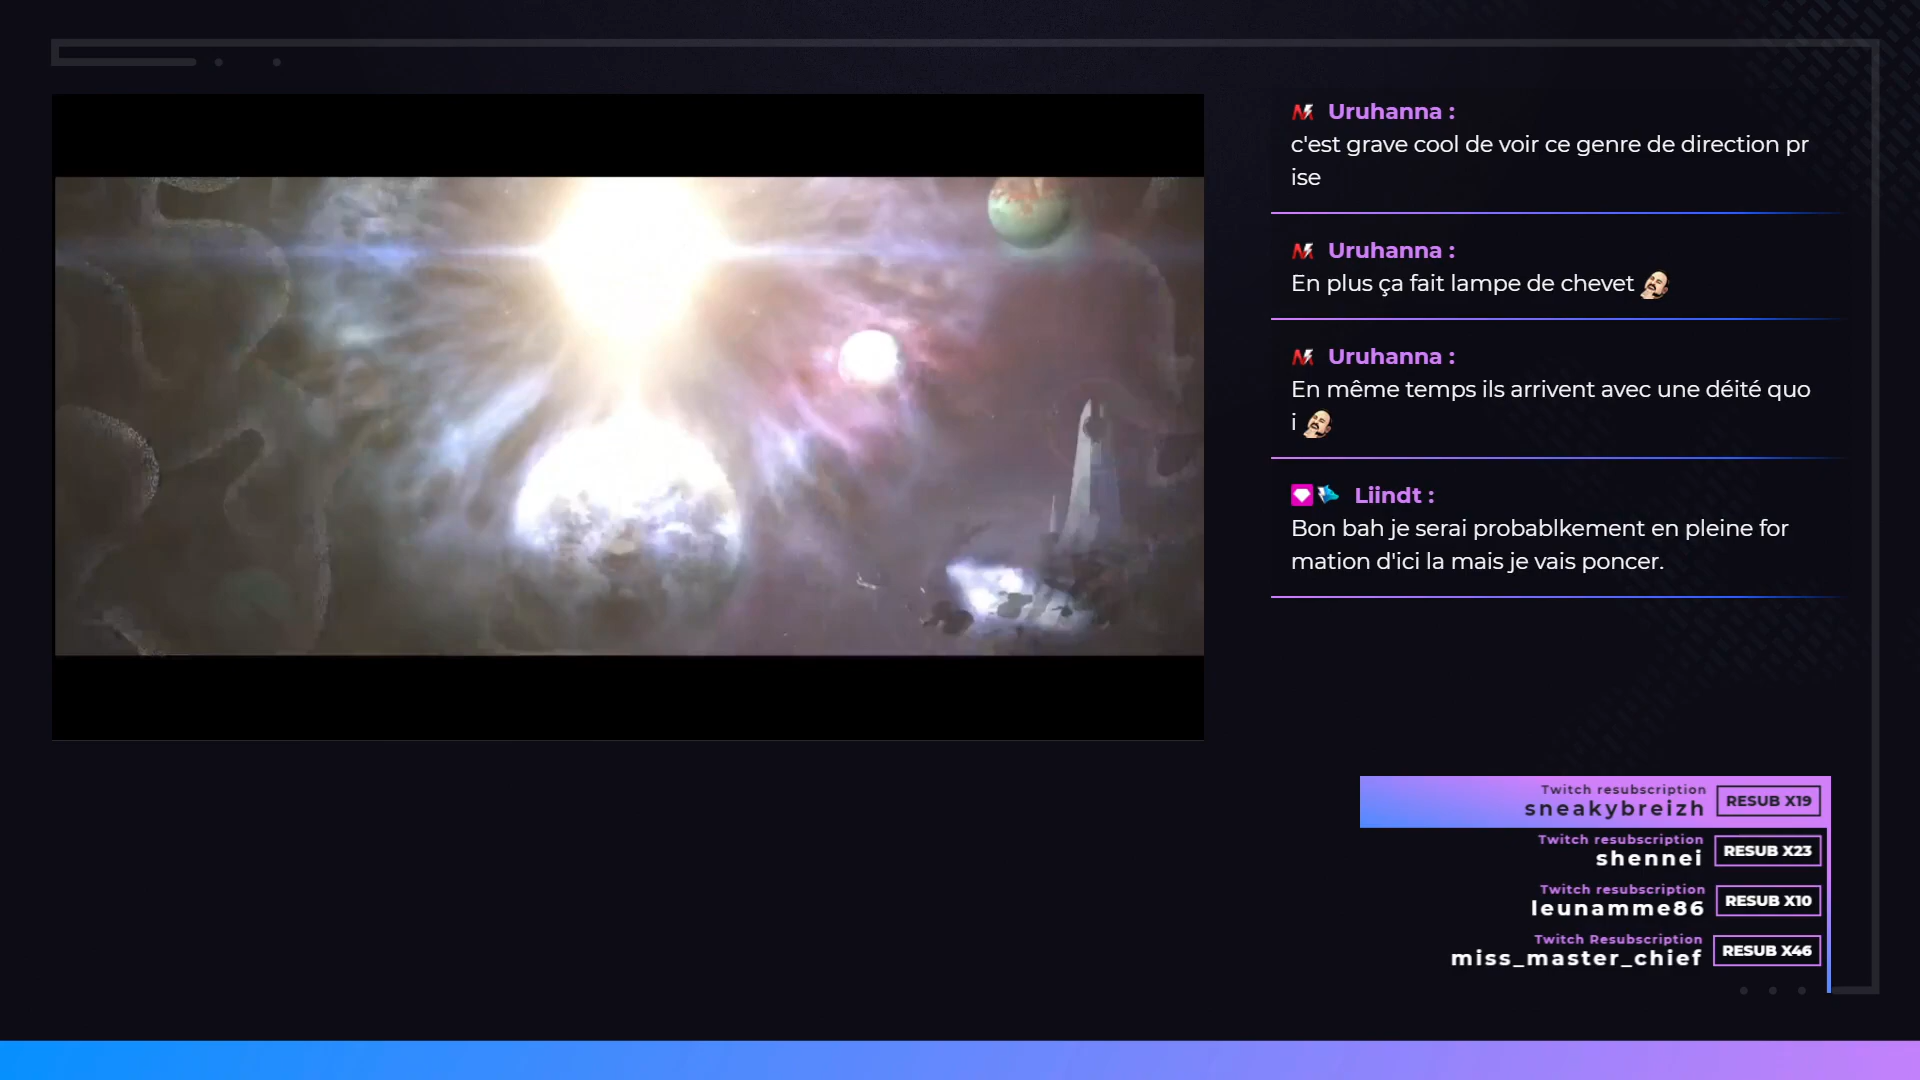 Uruhanna :
c'est grave cool de voir ce genre de direction pr
ise
Uruhanna :
En plus ça fait lampe de chevet
Uruhanna :
En même temps ils arrivent avec une déité quo
i
Liindt :
Bon bah je serai probablkement en pleine for
mation d'ici la mais je vais poncer.
Twitch resubscription
sneakybreizh RESUB X19
Twitch resubscription
shennei RESUB X23
Twitch resubscription
leunamme86 RESUB X10
Twitch Resubscription
miss_master_chief RESUB X46